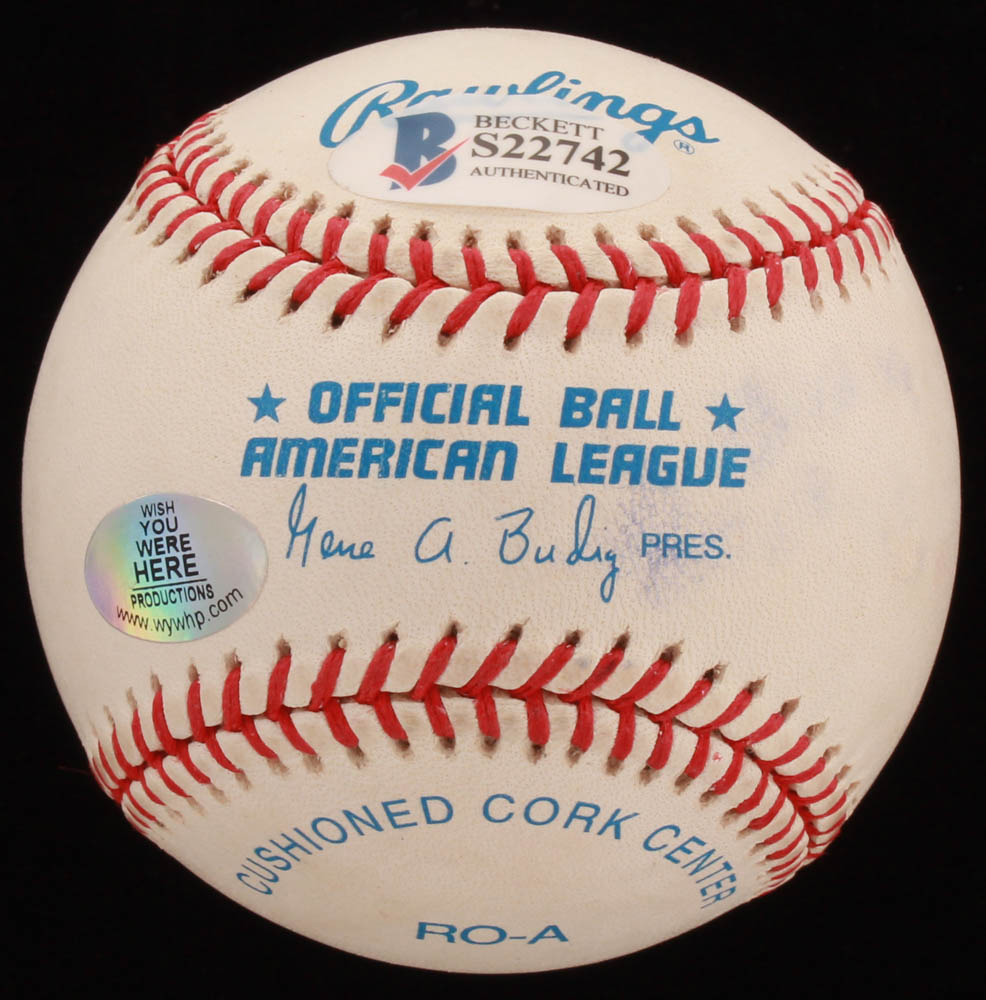 Rawlings ®
B BECKETT
S22742
AUTHENTICATED
★ OFFICIAL BALL ★
AMERICAN LEAGUE
Gene A. Budig PRES.
WISH
YOU
WERE
HERE
PRODUCTIONS
www.wywhp.com
CUSHIONED CORK CENTER
RO-A